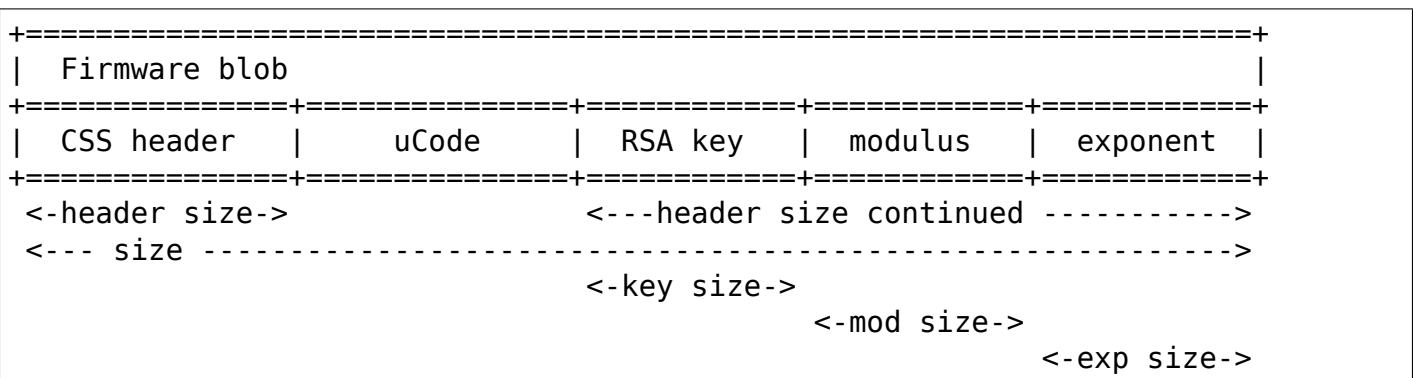 +======================================================================+
|  Firmware blob                                                       |
+===============+===============+============+============+============+
|  CSS header   |     uCode     |  RSA key   |  modulus   |  exponent  |
+===============+===============+============+============+============+
 <-header size->                 <---header size continued ----------->
 <--- size ----------------------------------------------------------->
                                 <-key size->
                                              <-mod size->
                                                           <-exp size->